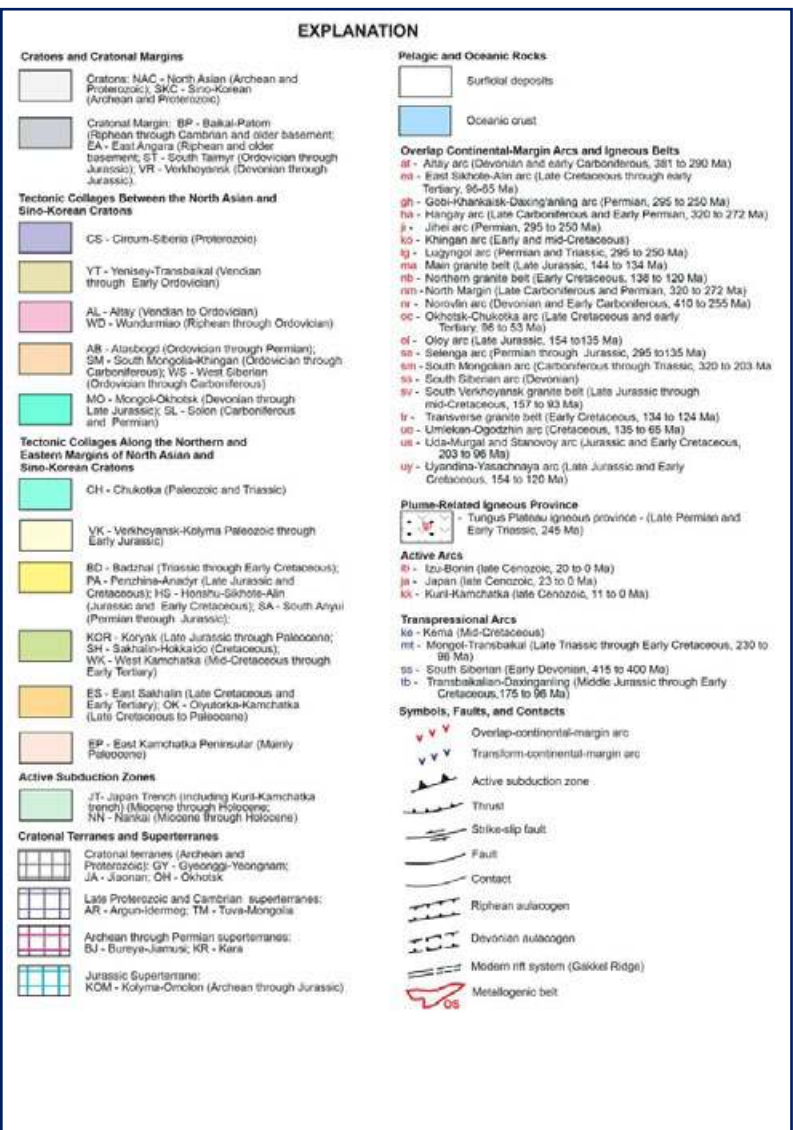 EXPLANATION
Cratons and Cratonal Margins
Cratons: NAC - North Asian (Archean and
Proterozoic); SKC - Sino-Korean
(Archean and Proterozoic)
Cratonal Margin: BP - Baikal-Patom
(Riphean through Cambrian and older basement;
EA - East Angara (Riphean and older
basement; ST - South Taimyr (Ordovician through
Jurassic); VR - Verkhoyansk (Devonian through
Jurassic).
Tectonic Collages Between the North Asian and
Sino-Korean Cratons
CS - Circum-Siberia (Proterozoic)
YT - Yenisey-Transbaikal (Vendian
through Early Ordovician)
AL - Altay (Vendian to Ordovician)
WD - Wundurmiao (Riphean through Ordovician)
AB - Atasbogd (Ordovician through Permian);
SM - South Mongolia-Khingan (Ordovician through
Carboniferous); WS - West Siberian
(Ordovician through Carboniferous)
MO - Mongol-Okhotsk (Devonian through
Late Jurassic); SL - Solon (Carboniferous
and Permian)
Tectonic Collages Along the Northern and
Eastern Margins of North Asian and
Sino-Korean Cratons
CH - Chukotka (Paleozoic and Triassic)
VK - Verkhoyansk-Kolyma Paleozoic through
Early Jurassic)
BD - Badzhal (Triassic through Early Cretaceous);
PA - Penzhina-Anadyr (Late Jurassic and
Cretaceous); HS - Honshu-Sikhote-Alin
(Jurassic and Early Cretaceous); SA - South Anyui
(Permian through Jurassic);
KOR - Koryak (Late Jurassic through Paleocene;
SH - Sakhalin-Hokkaido (Cretaceous);
WK - West Kamchatka (Mid-Cretaceous through
Early Tertiary)
ES - East Sakhalin (Late Cretaceous and
Early Tertiary); OK - Olyutorka-Kamchatka
(Late Cretaceous to Paleocene)
EP - East Kamchatka Peninsular (Mainly
Paleocene)
Active Subduction Zones
JT- Japan Trench (Including Kuril-Kamchatka
trench) (Miocene through Holocene;
NN - Nankai (Miocene through Holocene)
Cratonal Terranes and Superterranes
Cratonal terranes (Archean and
Proterozoic): GY - Gyeonggi-Yeongnam;
JA - Jiaonan; OH - Okhotsk
Late Proterozoic and Cambrian superterranes:
AR - Argun-Idermeg; TM - Tuva-Mongolia
Archean through Permian superterranes:
BJ - Bureya-Jiamusi; KR - Kara
Jurassic Superterrane:
KOM - Kolyma-Omolon (Archean through Jurassic)
Pelagic and Oceanic Rocks
Surficial deposits
Oceanic crust
Overlap Continental-Margin Arcs and Igneous Belts
at - Altay arc (Devonian and early Carboniferous, 381 to 290 Ma)
ea - East Sikhote-Alin arc (Late Cretaceous through early
Tertiary, 96-65 Ma)
gh - Gobi-Khankaisk-Daxing'anling arc (Permian, 295 to 250 Ma)
ha - Hangay arc (Late Carboniferous and Early Permian, 320 to 272 Ma)
ji - Jihei arc (Permian, 295 to 250 Ma)
ko - Khingan arc (Early and mid-Cretaceous)
lg - Lugyngol arc (Permian and Triassic, 295 to 250 Ma)
ma Main granite belt (Late Jurassic, 144 to 134 Ma)
nb - Northern granite belt (Early Cretaceous, 138 to 120 Ma)
nm - North Margin (Late Carboniferous and Permian, 320 to 272 Ma)
nr - Norovlin arc (Devonian and Early Carboniferous, 410 to 255 Ma)
oc - Okhotsk-Chukotka arc (Late Cretaceous and early
Tertiary, 96 to 53 Ma)
ol - Oloy arc (Late Jurassic, 154 to135 Ma)
se - Selenga arc (Permian through Jurassic, 295 to135 Ma)
sm - South Mongolian arc (Carboniferous through Triassic, 320 to 203 Ma
ss - South Siberian arc (Devonian)
sv - South Verkhoyansk granite belt (Late Jurassic through
mid-Cretaceous, 157 to 93 Ma)
tr - Transverse granite belt (Early Cretaceous, 134 to 124 Ma)
uo - Umlekan-Ogodzhin arc (Cretaceous, 135 to 65 Ma)
us - Uda-Murgal and Stanovoy arc (Jurassic and Early Cretaceous,
203 to 96 Ma)
uy - Uyandina-Yasachnaya arc (Late Jurassic and Early
Cretaceous, 154 to 120 Ma)
Plume-Related Igneous Province
- Tungus Plateau igneous province - (Late Permian and
Early Triassic, 245 Ma)
Active Arcs
ib - Izu-Bonin (late Cenozoic, 20 to 0 Ma)
ja - Japan (late Cenozoic, 23 to 0 Ma)
kk - Kuril-Kamchatka (late Cenozoic, 11 to 0 Ma)
Transpressional Arcs
ke - Kema (Mid-Cretaceous)
mt - Mongol-Transbaikal (Late Triassic through Early Cretaceous, 230 to
96 Ma)
ss - South Siberian (Early Devonian, 415 to 400 Ma)
tb - Transbaikalian-Daxinganling (Middle Jurassic through Early
Cretaceous,175 to 96 Ma)
Symbols, Faults, and Contacts
Overlap-continental-margin arc
Transform-continental-margin arc
Active subduction zone
Thrust
Strike-slip fault
Fault
Contact
Riphean aulacogen
Devonian aulacogen
Modern rift system (Gakkel Ridge)
Metallogenic belt
OS